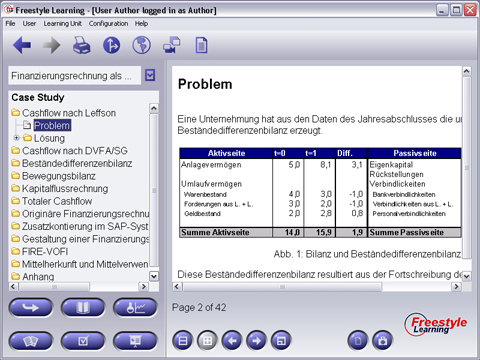 Freestyle Learning - [User Author logged in as Author]
User Learning Unit Configuration Help
Finanzierungsrechnung als ...
Case Study
Cashflow nach Leffson
Problem
Lösung
Cashflow nach DVFA/SG
Beständedifferenzenbilanz
Bewegungsbilanz
Kapitalflussrechnung
Totaler Cashflow
Originäre Finanzierungsrechnu
Zusatzkontierung im SAP-Syste
Gestaltung einer Finanzierungs
FIRE-VOFI
Mittelherkunft und Mittelverwen
Anhang
Problem
Eine Unternehmung hat aus den Daten des Jahresabschlusses die u
Beständedifferenzenbilanz erzeugt.
Aktivseite t=0 t=1 Diff. Passivseite
Anlagevermögen 5,0 8,1 3,1 Eigenkapital
Rückstellungen
Umlaufvermögen Verbindlichkeiten
Warenbestand 4,0 3,0 -1,0 Bankverbindlichkeiten
Forderungen aus L. + L. 3,0 2,0 -1,0 Verbindlichkeiten aus L. + L.
Geldbestand 2,0 2,8 0,8 Personalverbindlichkeiten
Summe Aktivseite 14,0 15,9 1,9 Summe Passivseite
Abb. 1: Bilanz und Beständedifferenzenbilanz
Diese Beständedifferenzenbilanz resultiert aus der Fortschreibung de
Page 2 of 42
Freestyle
Learning